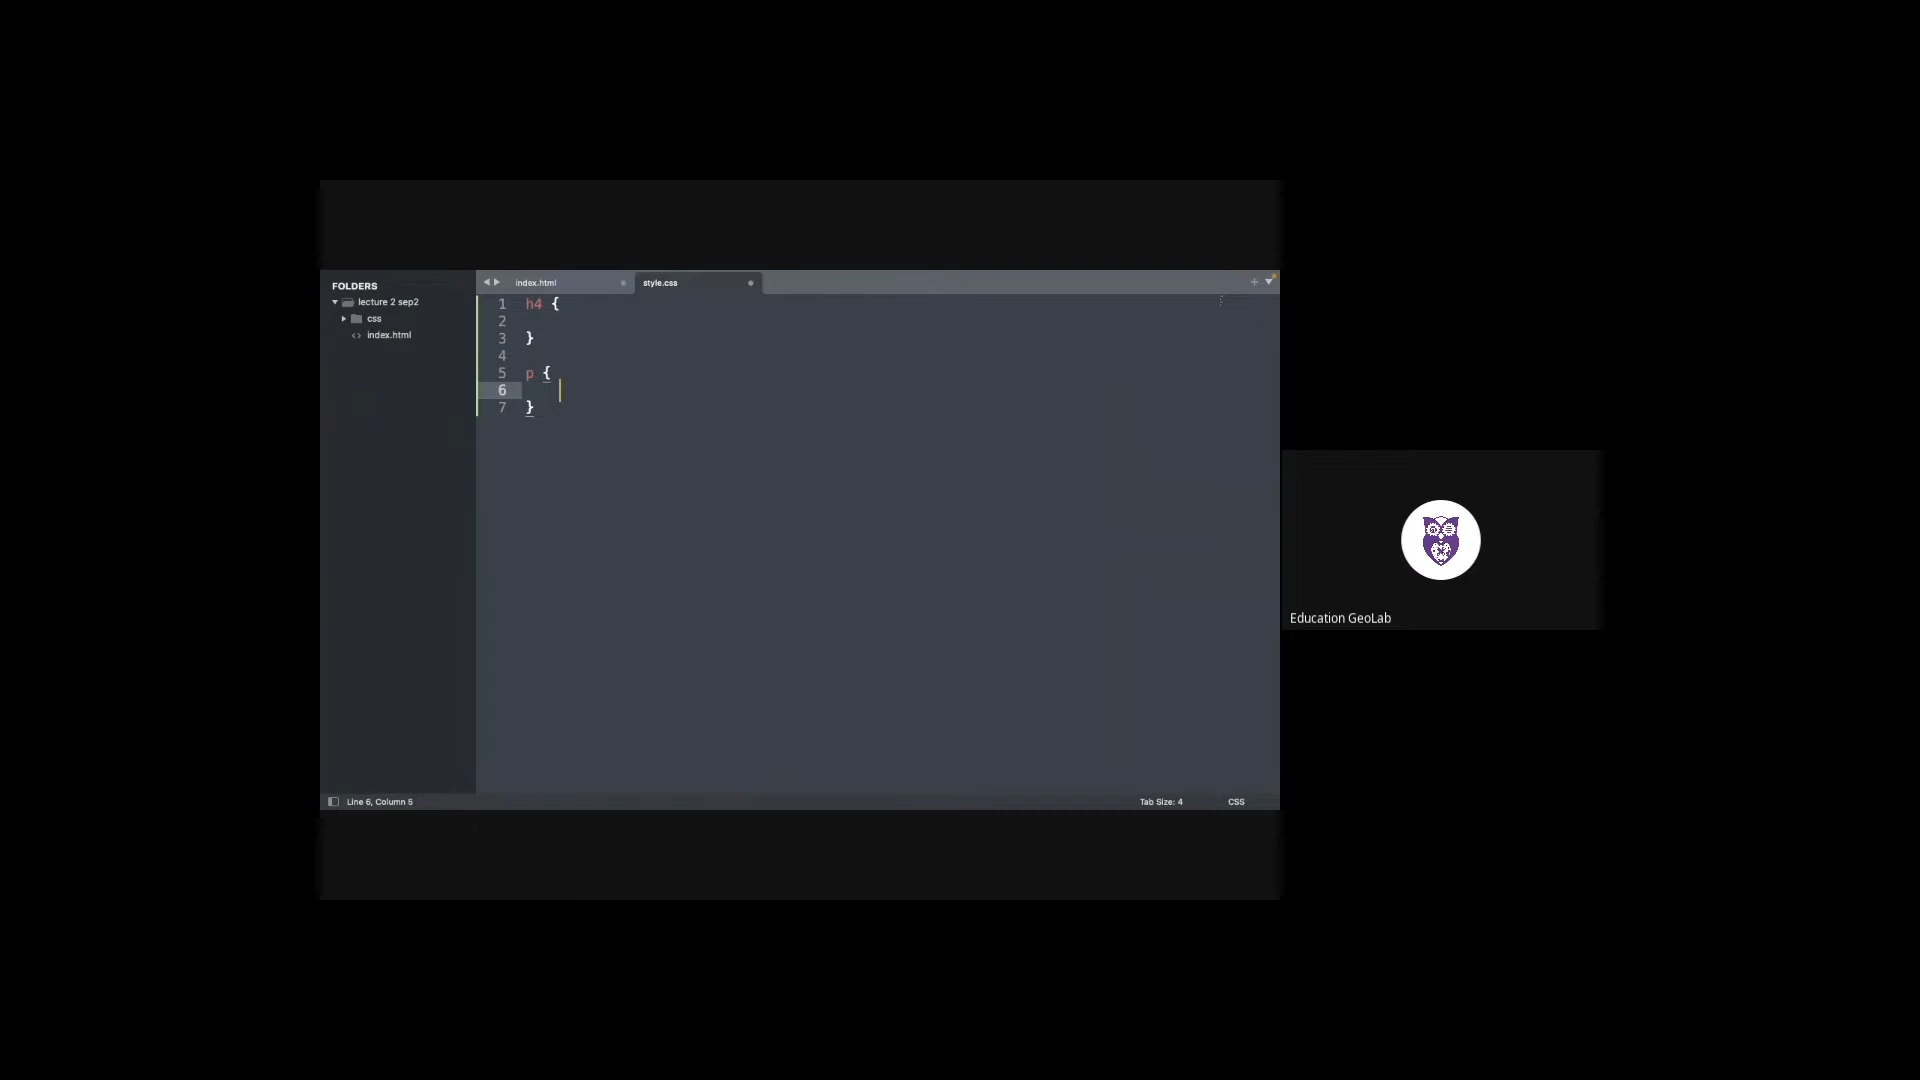 FOLDERS
lecture 2 sep2
css
index.html
index.html
style.css
1 h4 {
2
3 }
4
5 p {
6
7 }
Line 6, Column 5
Tab Size: 4
CSS
Education GeoLab